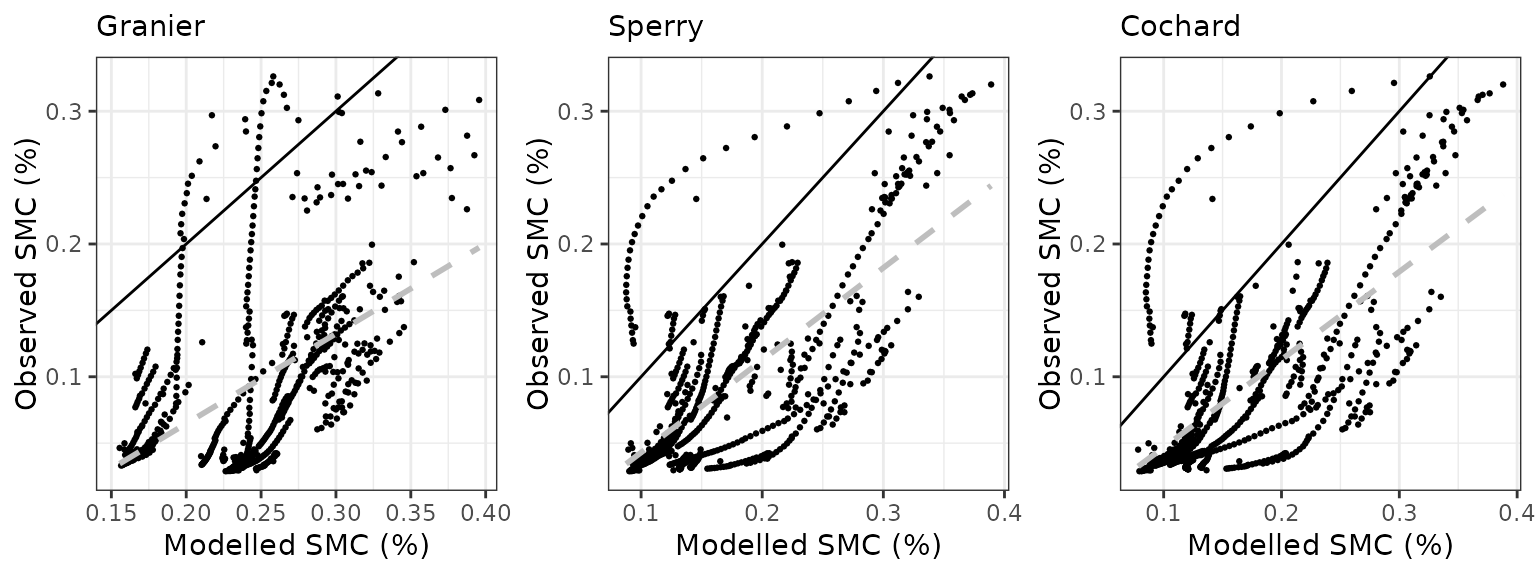 Granier
Sperry
Cochard
Observed SMC (%)
0.3
0.2
0.1
0.15 0.20 0.25 0.30 0.35 0.40
Modelled SMC (%)
Observed SMC (%)
0.3
0.2
0.1
0.1 0.2 0.3 0.4
Modelled SMC (%)
Observed SMC (%)
0.3
0.2
0.1
0.1 0.2 0.3 0.4
Modelled SMC (%)